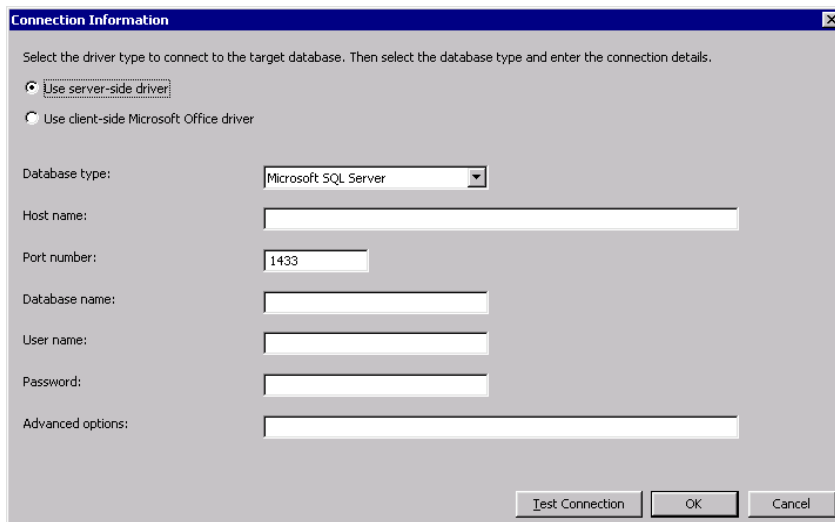 Connection Information
Select the driver type to connect to the target database. Then select the database type and enter the connection details.
Use server-side driver
Use client-side Microsoft Office driver
Database type: Microsoft SQL Server
Host name:
Port number: 1433
Database name:
User name:
Password:
Advanced options:
Test Connection OK Cancel